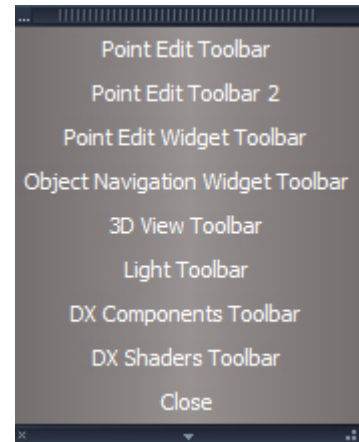 Point Edit Toolbar
Point Edit Toolbar 2
Point Edit Widget Toolbar
Object Navigation Widget Toolbar
3D View Toolbar
Light Toolbar
DX Components Toolbar
DX Shaders Toolbar
Close